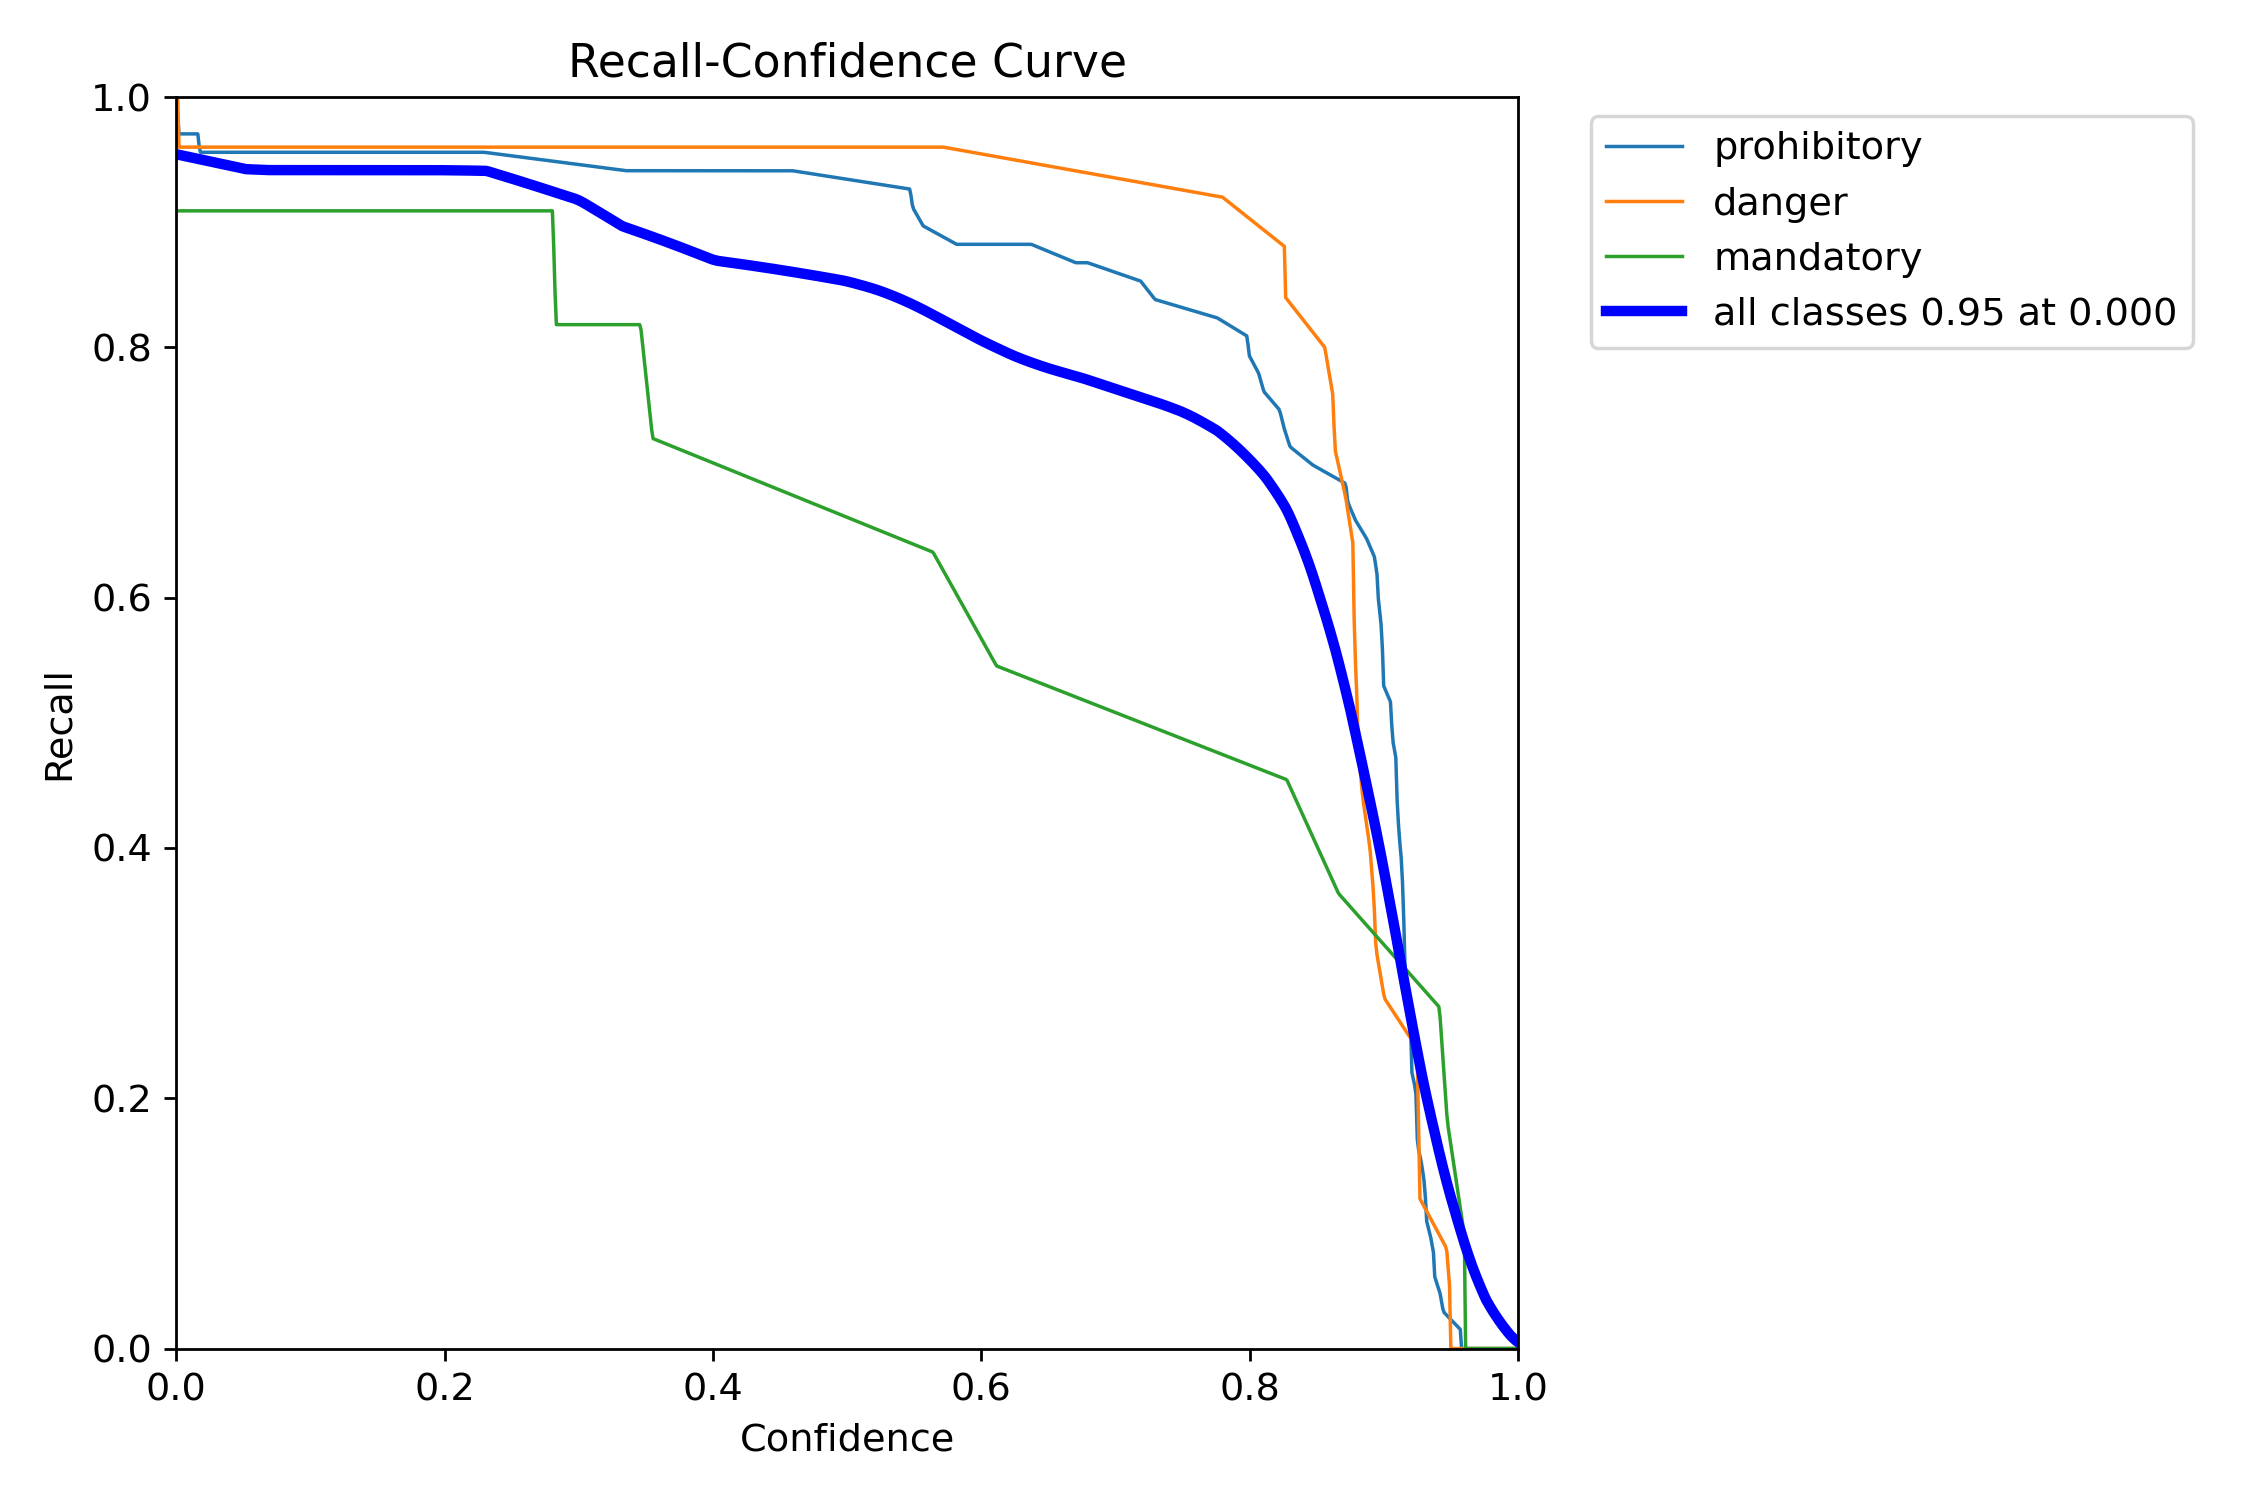 Recall-Confidence Curve
1.0
0.8
0.6
0.4
0.2
0.0
Recall
0.0 0.2 0.4 0.6 0.8 1.0
Confidence
prohibitory
danger
mandatory
all classes 0.95 at 0.000